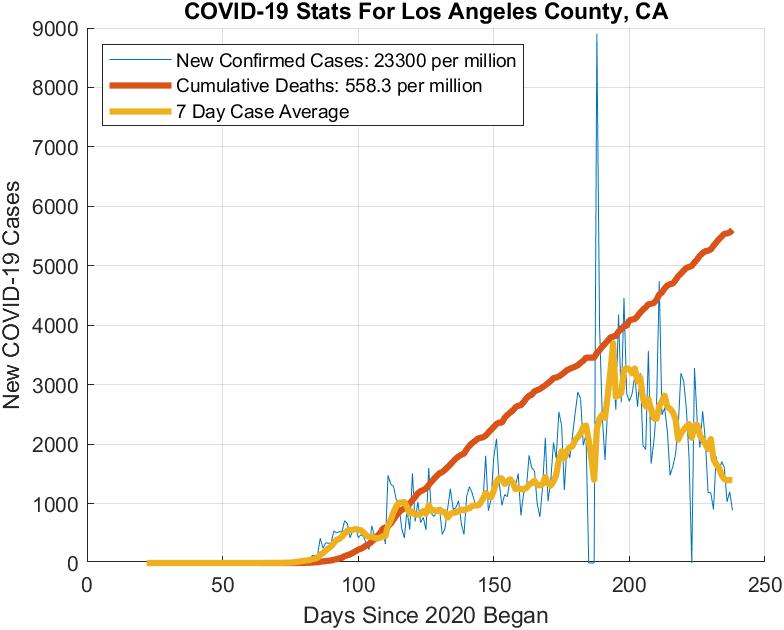 COVID-19 Stats For Los Angeles County, CA
New Confirmed Cases: 23300 per million
Cumulative Deaths: 558.3 per million
7 Day Case Average
New COVID-19 Cases
9000
8000
7000
6000
5000
4000
3000
2000
1000
0
0 50 100 150 200 250
Days Since 2020 Began